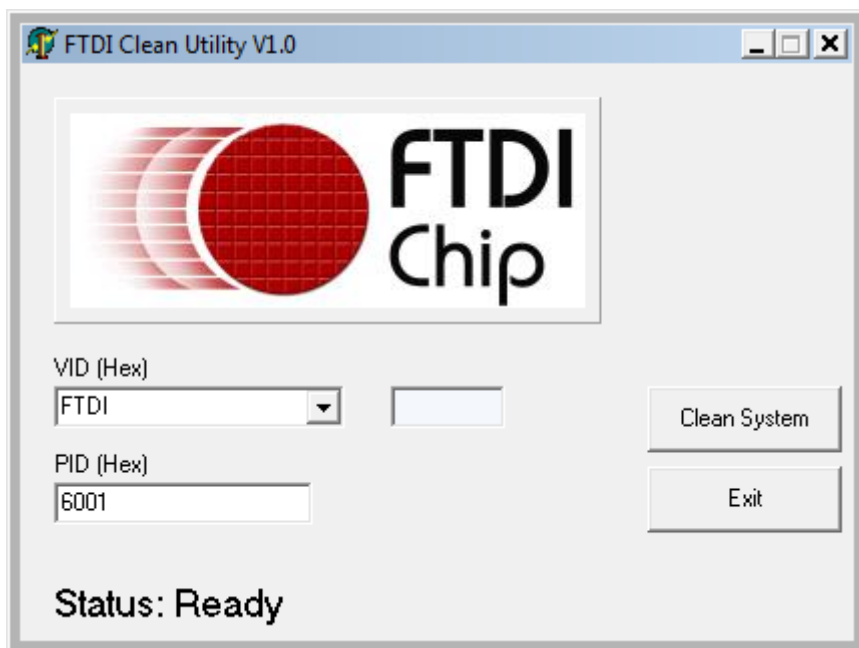 FTDI Clean Utility V1.0
FTDI
Chip
VID (Hex)
FTDI
Clean System
PID (Hex)
6001
Exit
Status: Ready